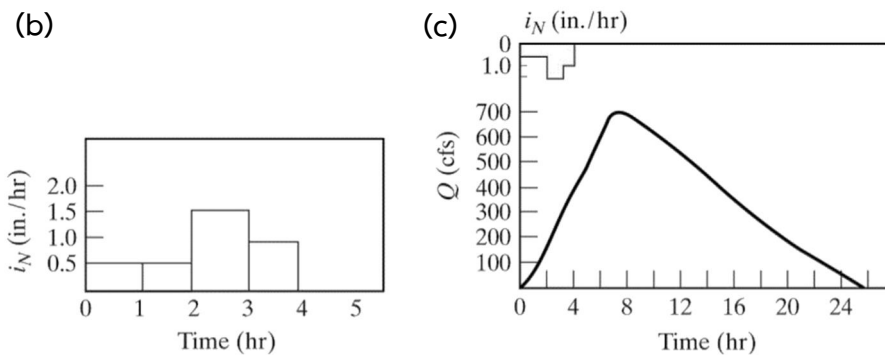 (b)
i_N (in./hr)
2.0
1.5
1.0
0.5
0 1 2 3 4 5
Time (hr)
(c)
i_N (in./hr)
0
1.0
Q (cfs)
700
600
500
400
300
200
100
0 4 8 12 16 20 24
Time (hr)